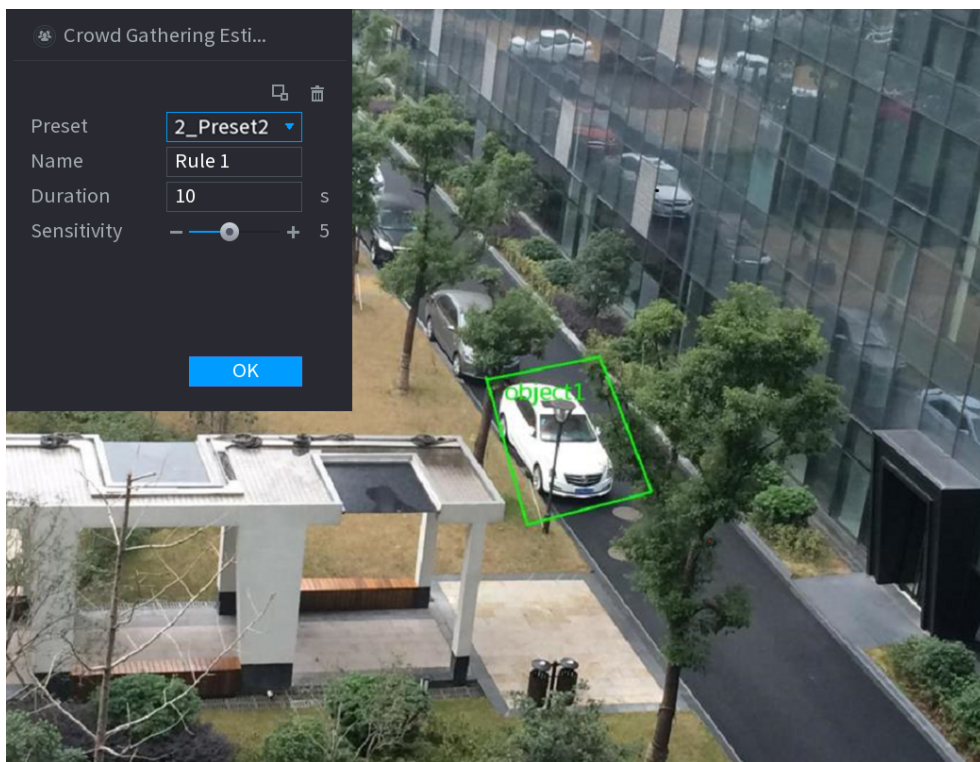 Crowd Gathering Esti...
Preset 2_Preset2
Name Rule 1
Duration 10 s
Sensitivity 5
OK
object1